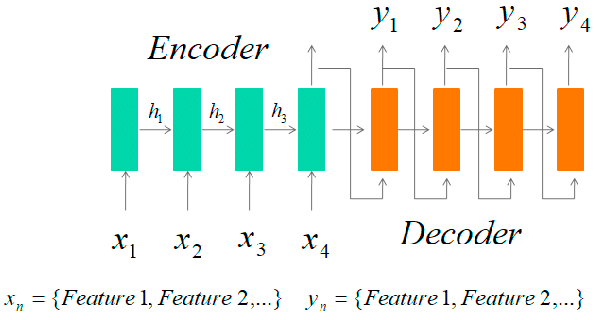 y₁ y₂ y₃ y₄
Encoder
h₁ h₂ h₃
x₁ x₂ x₃ x₄
Decoder
xₙ = {Feature 1, Feature 2,...} yₙ = {Feature 1, Feature 2,...}